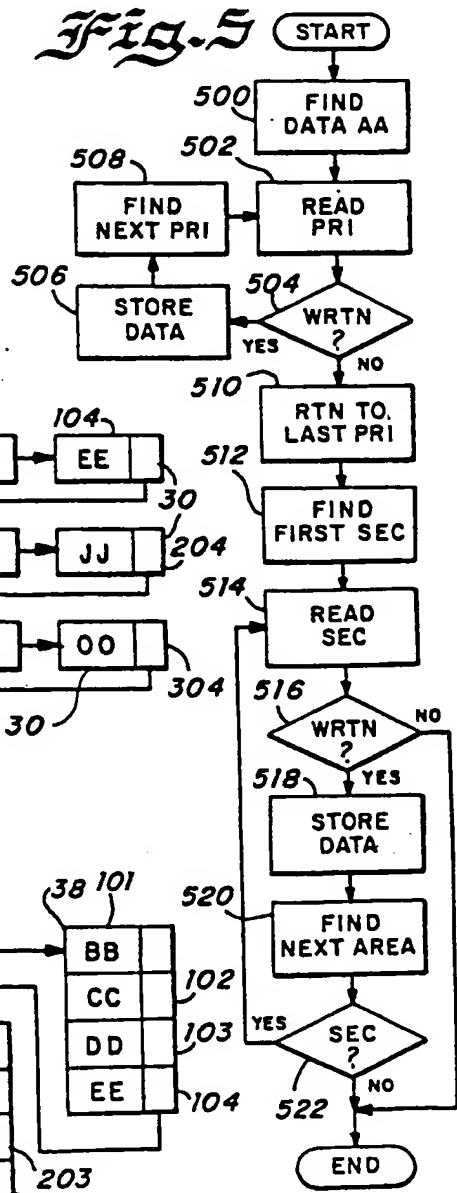 Fig. 5
START
500
FIND
DATA AA
508
502
FIND
NEXT PRI
READ
PRI
506
504
STORE
DATA
WRTN
?
YES
NO
510
RTN TO.
LAST PRI
104
EE
30
512
FIND
FIRST SEC
JJ
204
514
READ
SEC
OO
304
30
516
WRTN
?
NO
YES
518
STORE
DATA
38
101
520
FIND
NEXT AREA
BB
CC
102
DD
103
EE
104
YES
SEC
?
522
NO
203
END